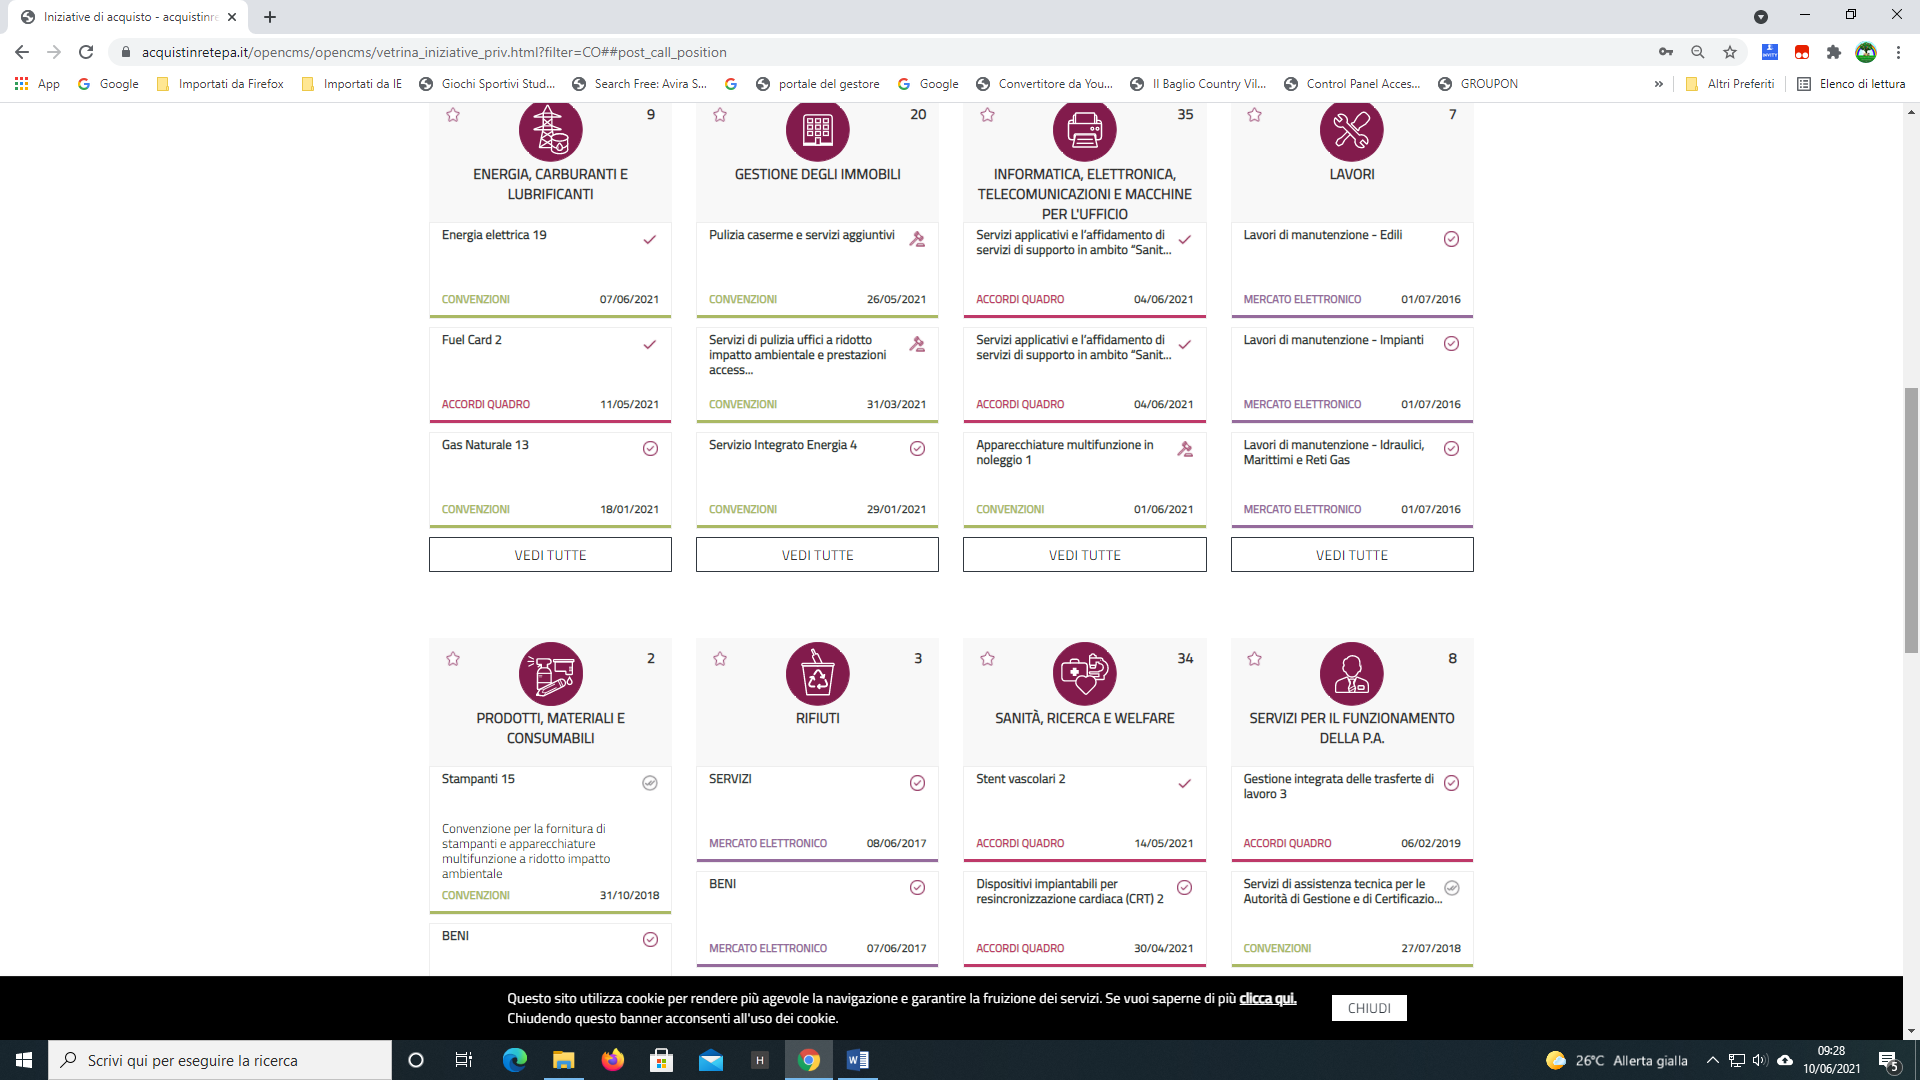 Iniziative di acquisto - acquistinre
acquistinretepa.it/opencms/opencms/vetrina_iniziative_priv.html?filter=CO##post_call_position
App Google Importati da Firefox Importati da IE Giochi Sportivi Stud... Search Free: Avira S... portale del gestore Google Convertitore da You... Il Baglio Country Vil... Control Panel Acces... GROUPON » Altri Preferiti Elenco di lettura
9
ENERGIA, CARBURANTI E
LUBRIFICANTI
Energia elettrica 19
CONVENZIONI 07/06/2021
Fuel Card 2
ACCORDI QUADRO 11/05/2021
Gas Naturale 13
CONVENZIONI 18/01/2021
VEDI TUTTE
20
GESTIONE DEGLI IMMOBILI
Pulizia caserme e servizi aggiuntivi
CONVENZIONI 26/05/2021
Servizi di pulizia uffici a ridotto
impatto ambientale e prestazioni
access...
CONVENZIONI 31/03/2021
Servizio Integrato Energia 4
CONVENZIONI 29/01/2021
VEDI TUTTE
35
INFORMATICA, ELETTRONICA,
TELECOMUNICAZIONI E MACCHINE
PER L'UFFICIO
Servizi applicativi e l’affidamento di
servizi di supporto in ambito “Sanit...
ACCORDI QUADRO 04/06/2021
Servizi applicativi e l’affidamento di
servizi di supporto in ambito “Sanit...
ACCORDI QUADRO 04/06/2021
Apparecchiature multifunzione in
noleggio 1
CONVENZIONI 01/06/2021
VEDI TUTTE
7
LAVORI
Lavori di manutenzione - Edili
MERCATO ELETTRONICO 01/07/2016
Lavori di manutenzione - Impianti
MERCATO ELETTRONICO 01/07/2016
Lavori di manutenzione - Idraulici,
Marittimi e Reti Gas
MERCATO ELETTRONICO 01/07/2016
VEDI TUTTE
2
PRODOTTI, MATERIALI E
CONSUMABILI
Stampanti 15
Convenzione per la fornitura di
stampanti e apparecchiature
multifunzione a ridotto impatto
ambientale
CONVENZIONI 31/10/2018
BENI
3
RIFIUTI
SERVIZI
MERCATO ELETTRONICO 08/06/2017
BENI
MERCATO ELETTRONICO 07/06/2017
34
SANITÀ, RICERCA E WELFARE
Stent vascolari 2
ACCORDI QUADRO 14/05/2021
Dispositivi impiantabili per
resincronizzazione cardiaca (CRT) 2
ACCORDI QUADRO 30/04/2021
8
SERVIZI PER IL FUNZIONAMENTO
DELLA P.A.
Gestione integrata delle trasferte di
lavoro 3
ACCORDI QUADRO 06/02/2019
Servizi di assistenza tecnica per le
Autorità di Gestione e di Certificazio...
CONVENZIONI 27/07/2018
Questo sito utilizza cookie per rendere più agevole la navigazione e garantire la fruizione dei servizi. Se vuoi saperne di più clicca qui.
Chiudendo questo banner acconsenti all'uso dei cookie.
CHIUDI
Scrivi qui per eseguire la ricerca
H
26°C Allerta gialla
09:28
10/06/2021
5